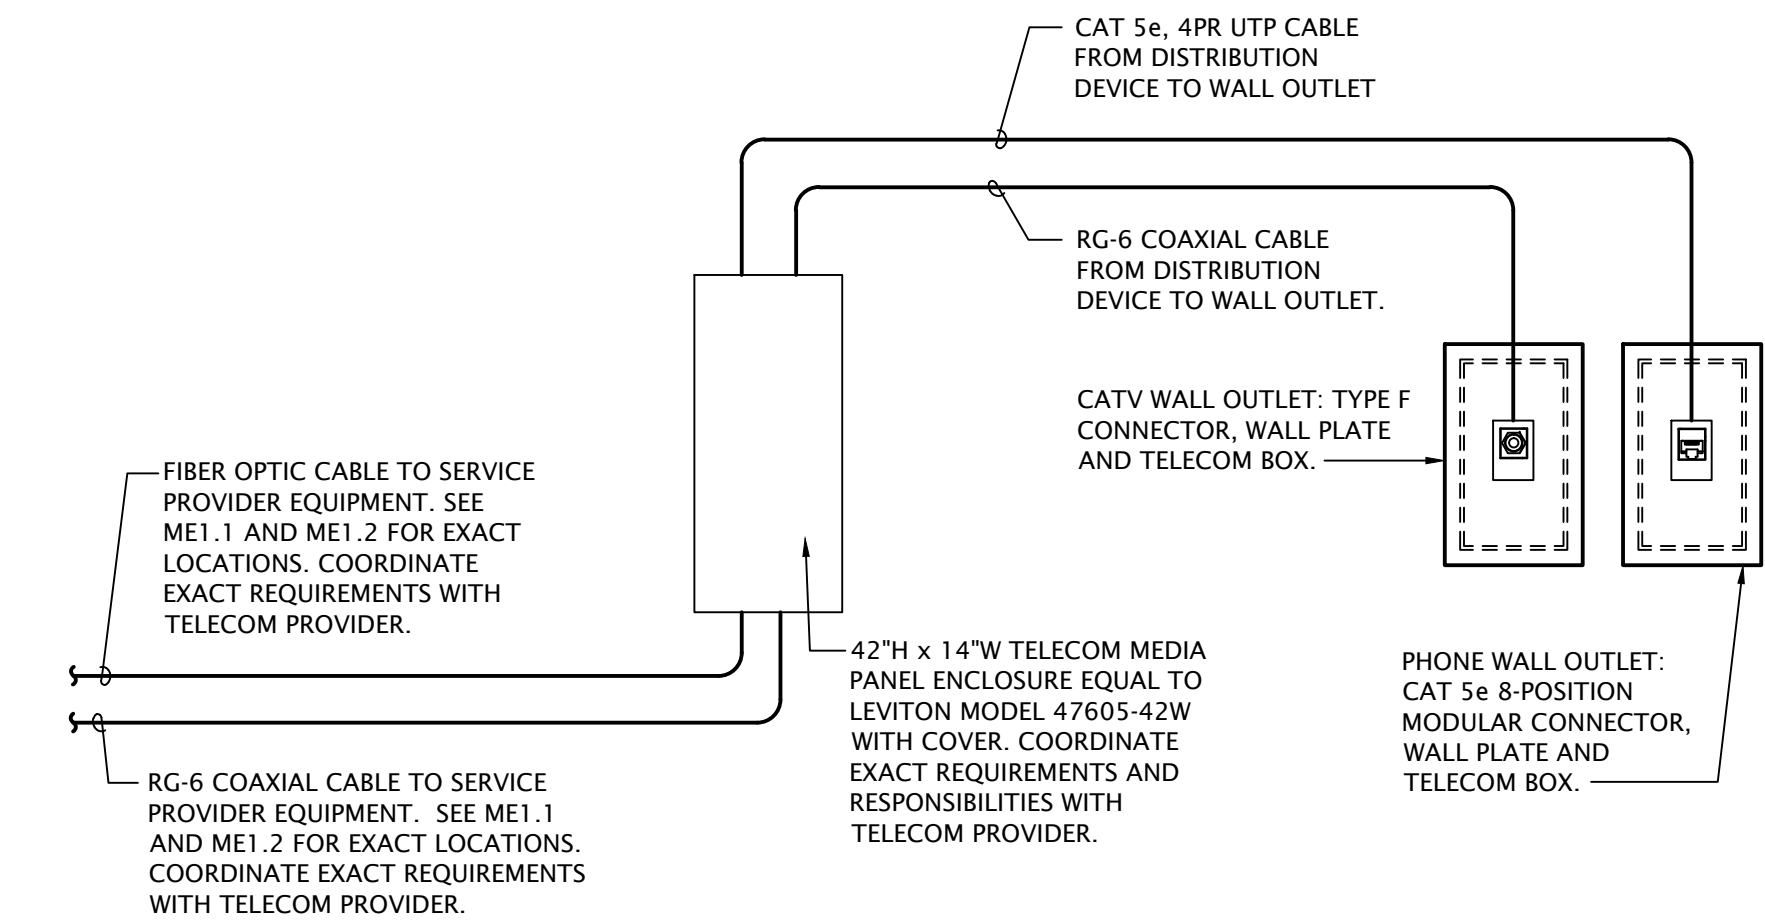 CAT 5e, 4PR UTP CABLE
FROM DISTRIBUTION
DEVICE TO WALL OUTLET
RG-6 COAXIAL CABLE
FROM DISTRIBUTION
DEVICE TO WALL OUTLET.
CATV WALL OUTLET: TYPE F
CONNECTOR, WALL PLATE
AND TELECOM BOX.
FIBER OPTIC CABLE TO SERVICE
PROVIDER EQUIPMENT. SEE
ME1.1 AND ME1.2 FOR EXACT
LOCATIONS. COORDINATE
EXACT REQUIREMENTS WITH
TELECOM PROVIDER.
42"H x 14"W TELECOM MEDIA
PANEL ENCLOSURE EQUAL TO
LEVITON MODEL 47605-42W
WITH COVER. COORDINATE
EXACT REQUIREMENTS AND
RESPONSIBILITIES WITH
TELECOM PROVIDER.
PHONE WALL OUTLET:
CAT 5e 8-POSITION
MODULAR CONNECTOR,
WALL PLATE AND
TELECOM BOX.
RG-6 COAXIAL CABLE TO SERVICE
PROVIDER EQUIPMENT.  SEE ME1.1
AND ME1.2 FOR EXACT LOCATIONS.
COORDINATE EXACT REQUIREMENTS
WITH TELECOM PROVIDER.